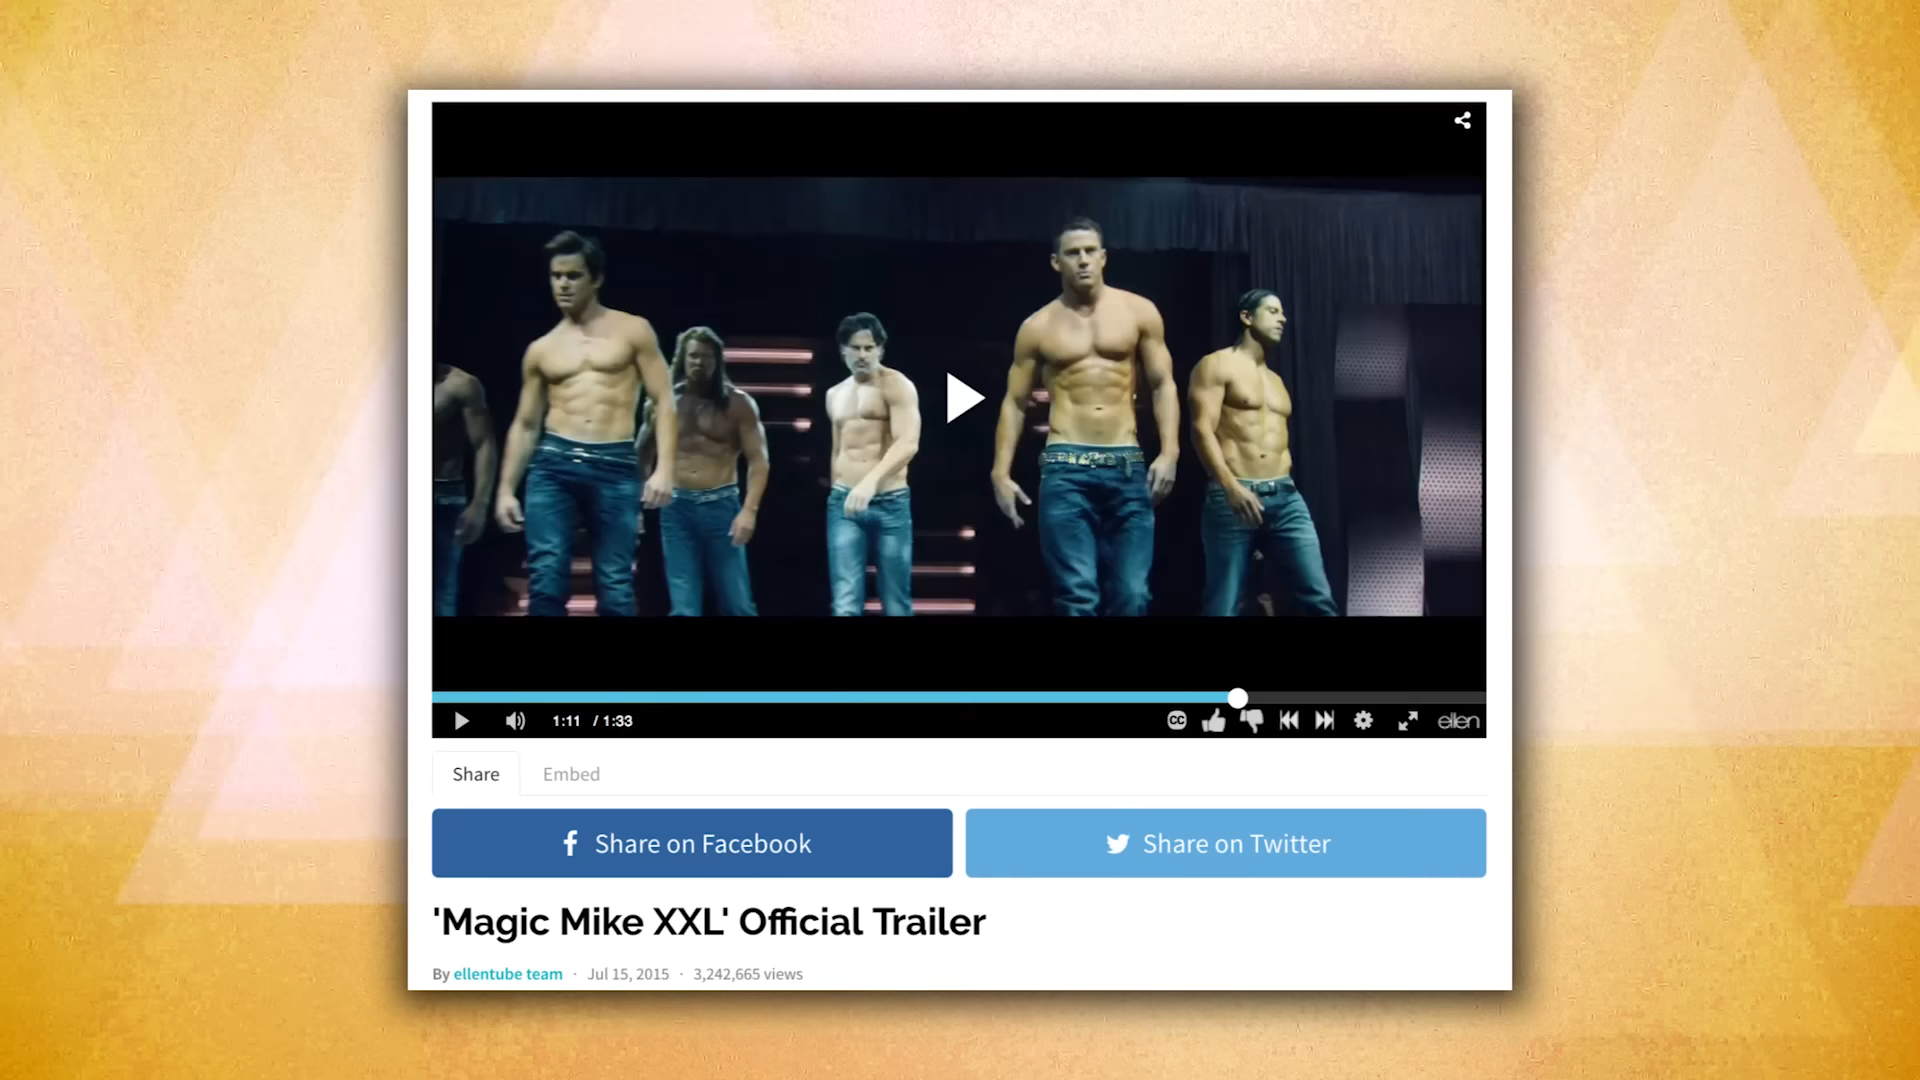 1:11 / 1:33
CC
ellen
Share Embed
f Share on Facebook
Share on Twitter
'Magic Mike XXL' Official Trailer
By ellentube team · Jul 15, 2015 · 3,242,665 views